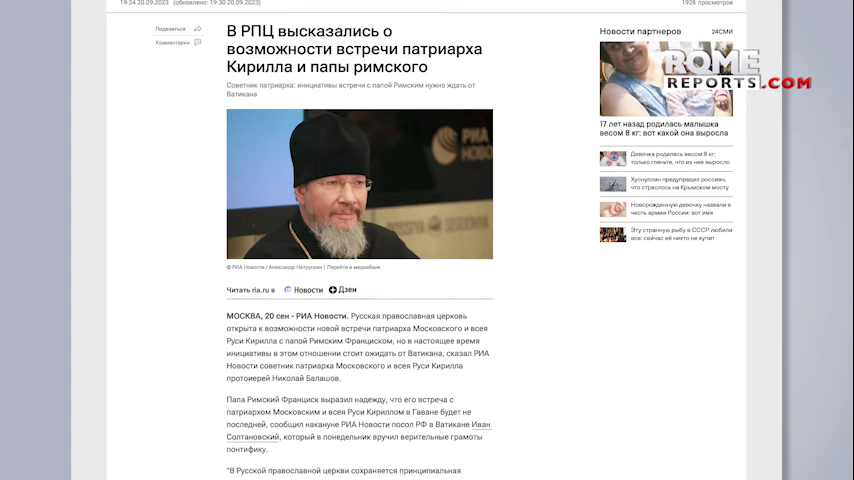 19:24 20.09.2023 (обновлено: 19:30 20.09.2023)
1928 просмотров
Поделиться
Комментарии
В РПЦ высказались о
возможности встречи патриарха
Кирилла и папы римского
Советник патриарха: инициативы встречи с папой Римским нужно ждать от
Ватикана
РИА
НОВОС
© РИА Новости / Александр Натрускин | Перейти в медиабанк
Читать ria.ru в Новости Дзен
МОСКВА, 20 сен - РИА Новости. Русская православная церковь
открыта к возможности новой встречи патриарха Московского и всея
Руси Кирилла с папой Римским Франциском, но в настоящее время
инициативы в этом отношении стоит ожидать от Ватикана, сказал РИА
Новости советник патриарха Московского и всея Руси Кирилла
протоиерей Николай Балашов.
Папа Римский Франциск выразил надежду, что его встреча с
патриархом Московским и всея Руси Кириллом в Гаване будет не
последней, сообщил накануне РИА Новости посол РФ в Ватикане Иван
Солтановский, который в понедельник вручил верительные грамоты
понтифику.
"В Русской православной церкви сохраняется принципиальная
Новости партнеров 24СМИ
ROME
REPORTS.COM
17 лет назад родилась малышка
весом 8 кг: вот какой она выросла
Девочка родилась весом 8 кг:
только гляньте, что из нее выросло
Хуснуллин предупредил россиян,
что стряслось на Крымском мосту
Новорожденную девочку назвали в
честь армии России: вот имя
Эту странную рыбу в СССР любили
все: сейчас её никто не купит